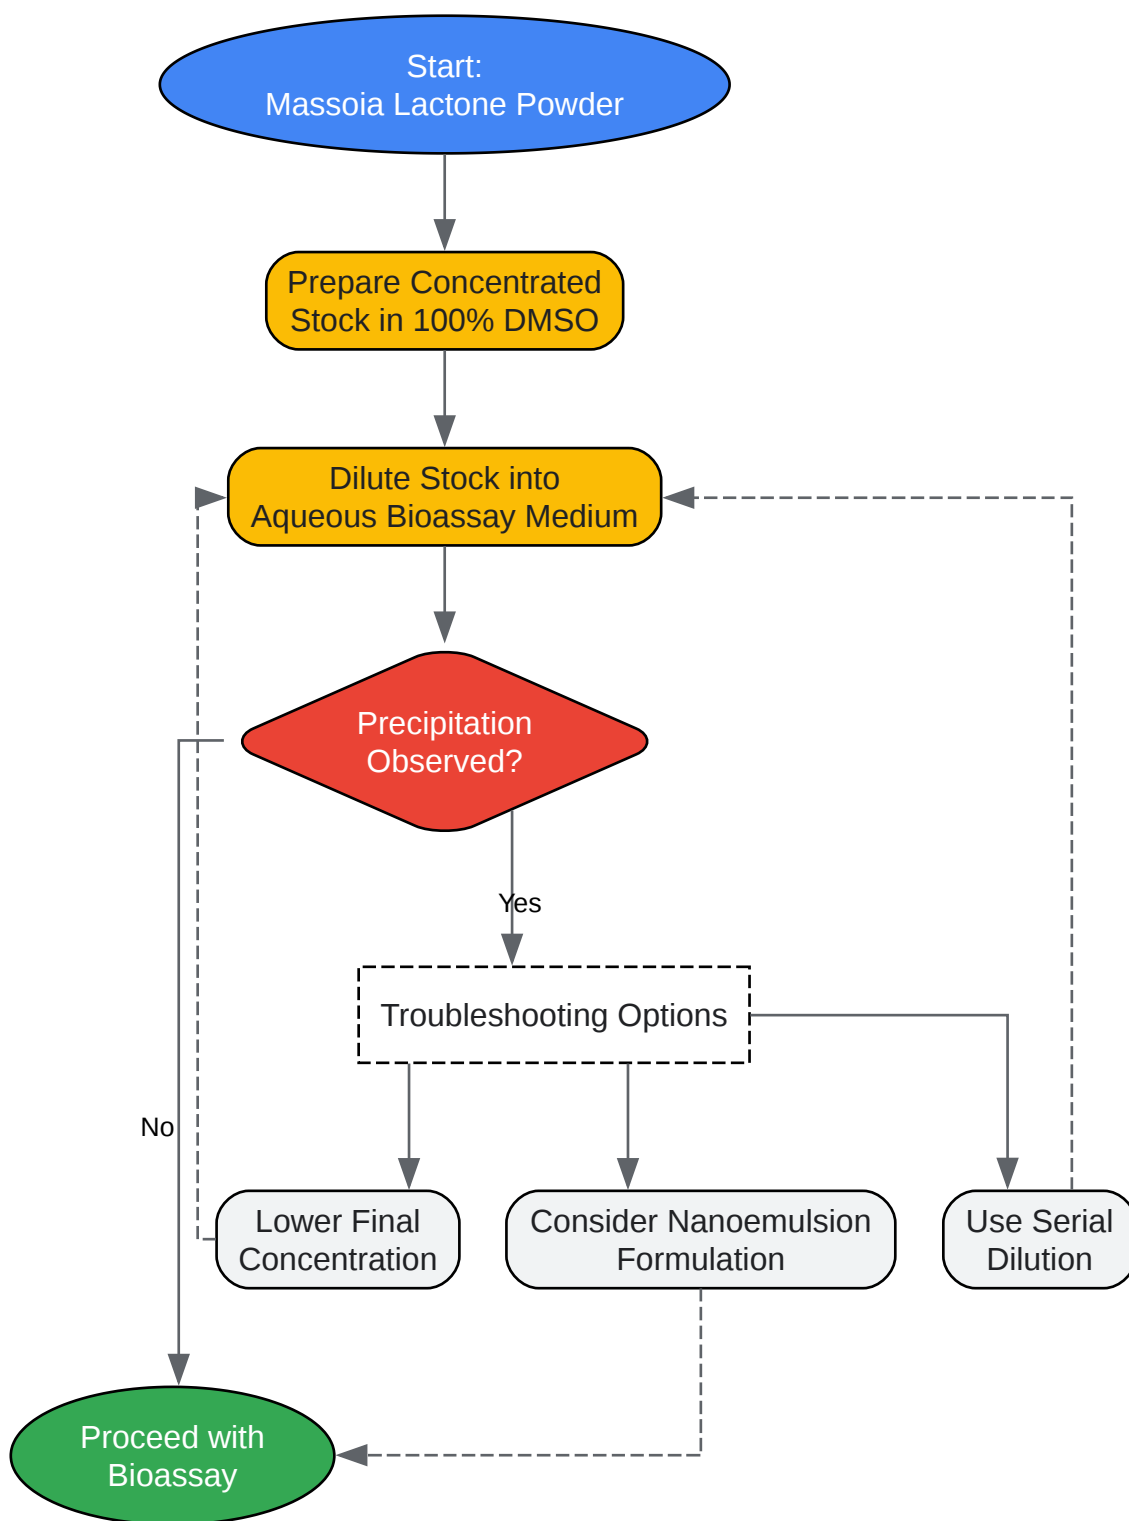 Start:
Massoia Lactone Powder
Prepare Concentrated
Stock in 100% DMSO
Dilute Stock into
Aqueous Bioassay Medium
Precipitation
Observed?
Yes
Troubleshooting Options
No
Lower Final
Concentration
Consider Nanoemulsion
Formulation
Use Serial
Dilution
Proceed with
Bioassay